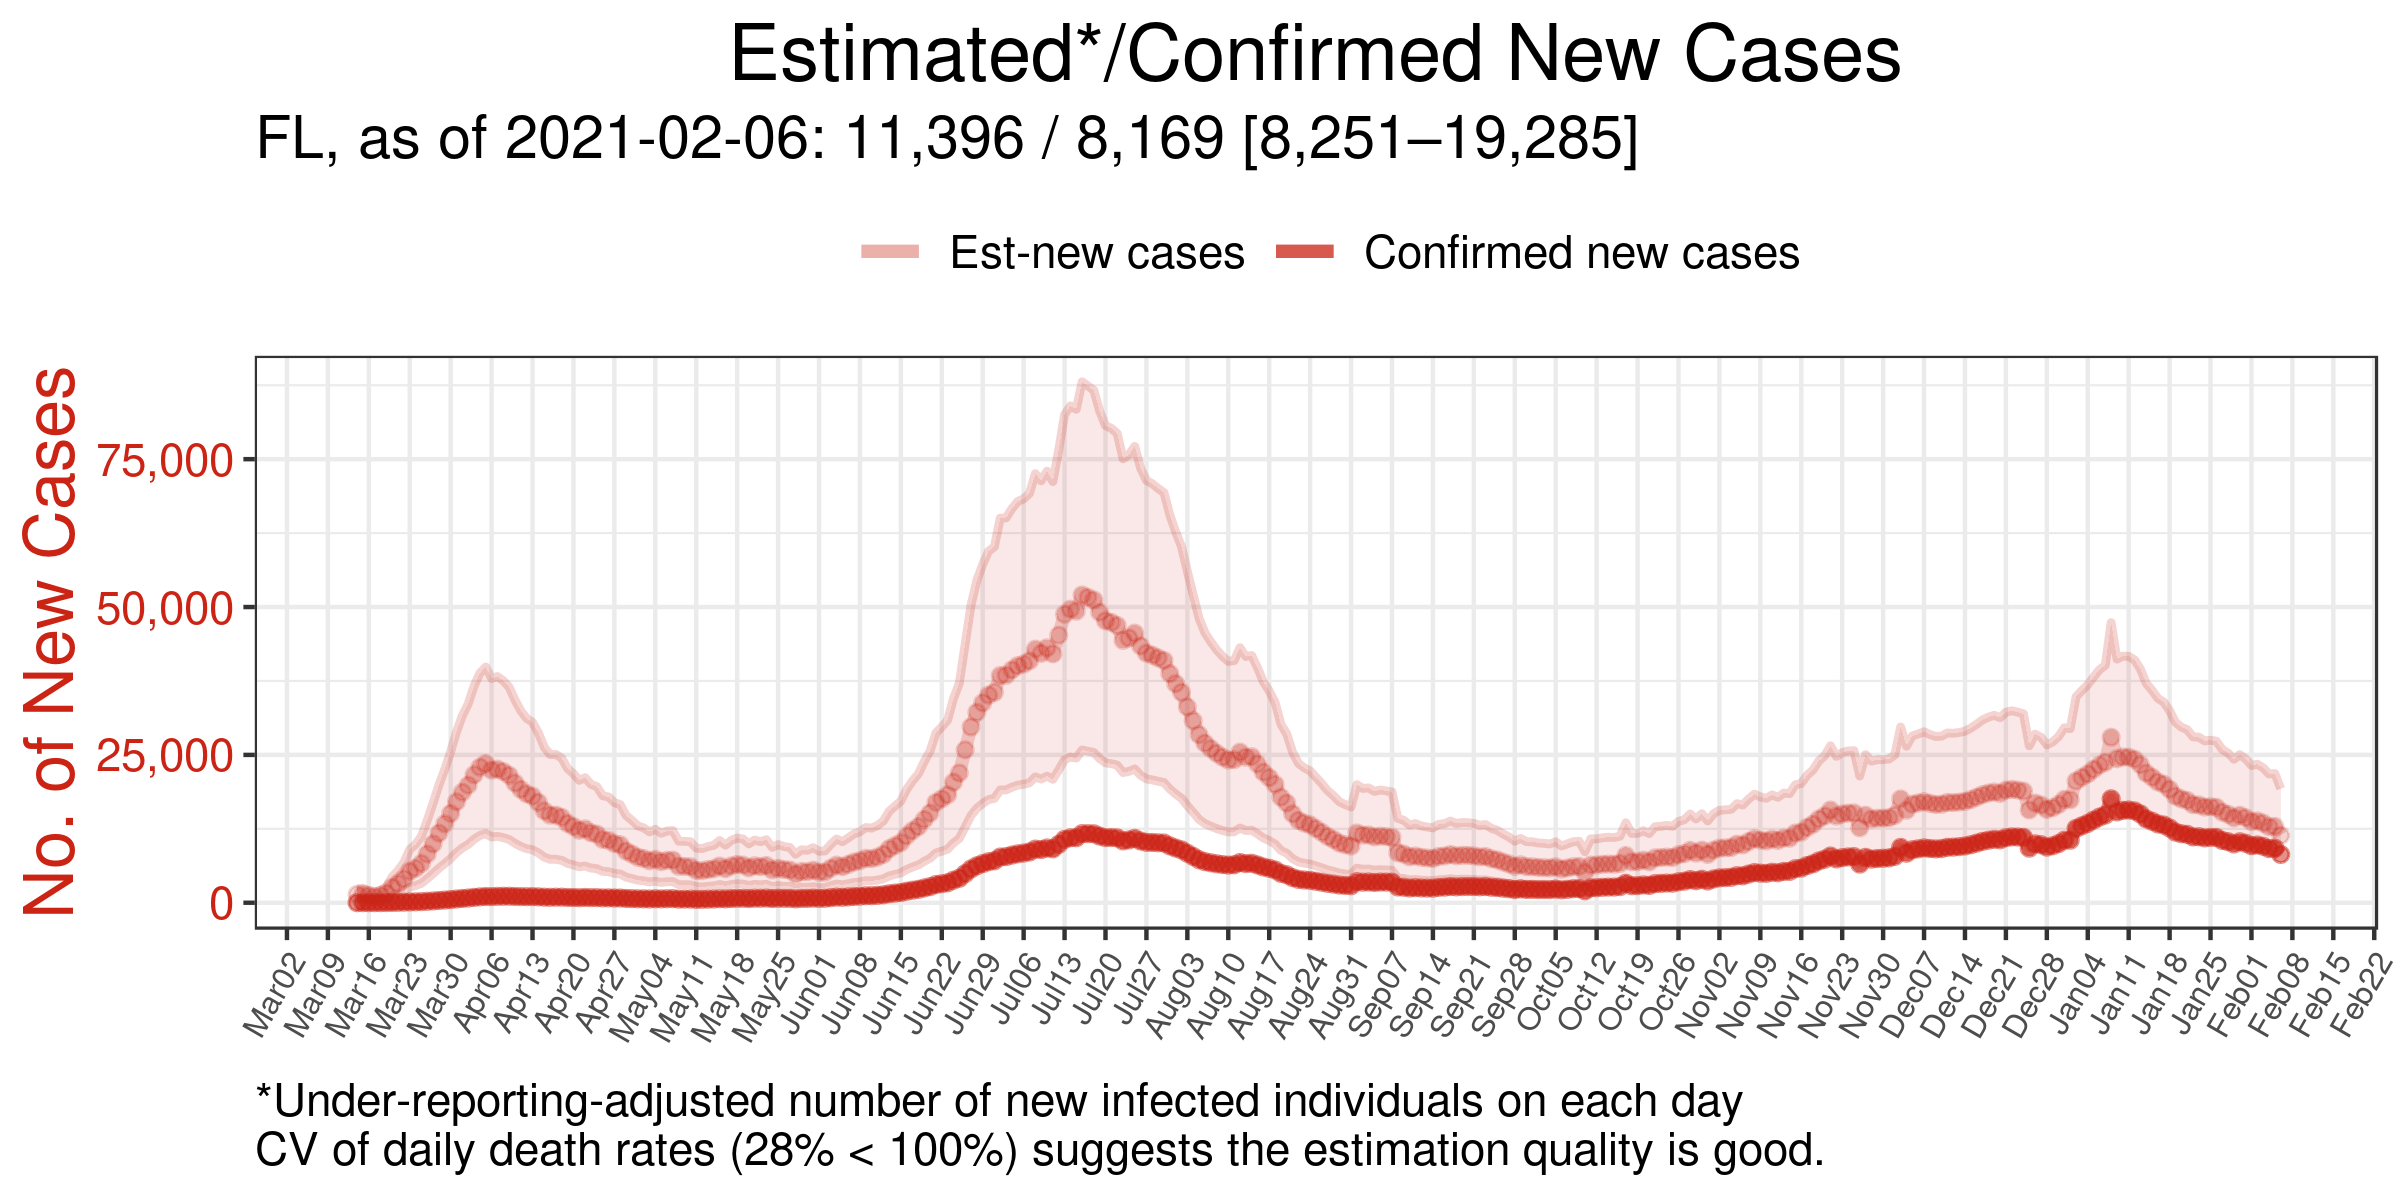 Estimated*/Confirmed New Cases
FL, as of 2021-02-06: 11,396 / 8,169 [8,251–19,285]
Est-new cases
Confirmed new cases
No. of New Cases
75,000
50,000
25,000
0
Mar02
Mar09
Mar16
Mar23
Mar30
Apr06
Apr13
Apr20
Apr27
May04
May11
May18
May25
Jun01
Jun08
Jun15
Jun22
Jun29
Jul06
Jul13
Jul20
Jul27
Aug03
Aug10
Aug17
Aug24
Aug31
Sep07
Sep14
Sep21
Sep28
Oct05
Oct12
Oct19
Oct26
Nov02
Nov09
Nov16
Nov23
Nov30
Dec07
Dec14
Dec21
Dec28
Jan04
Jan11
Jan18
Jan25
Feb01
Feb08
Feb15
Feb22
*Under-reporting-adjusted number of new infected individuals on each day
CV of daily death rates (28% < 100%) suggests the estimation quality is good.